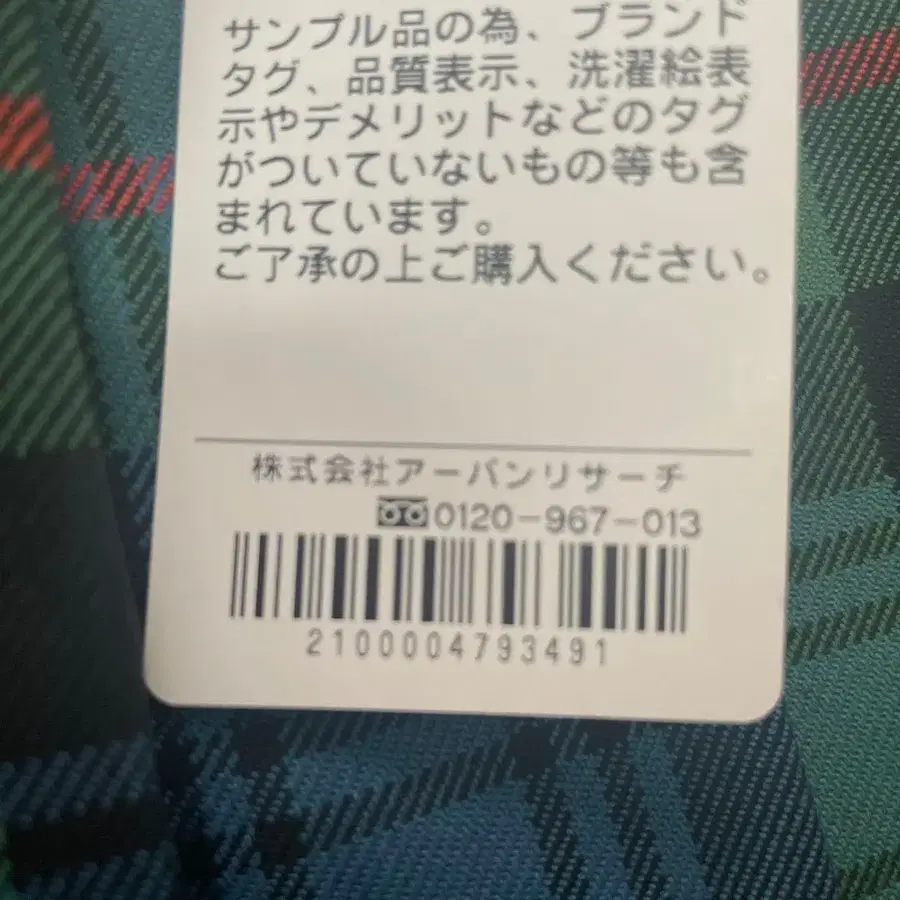 サンプル品の為、ブランド
タグ、品質表示、洗濯絵表
示やデメリットなどのタグ
がついていないもの等も含
まれています。
ご了承の上ご購入ください。
株式会社アーバンリサーチ
0120-967-013
2100004793491